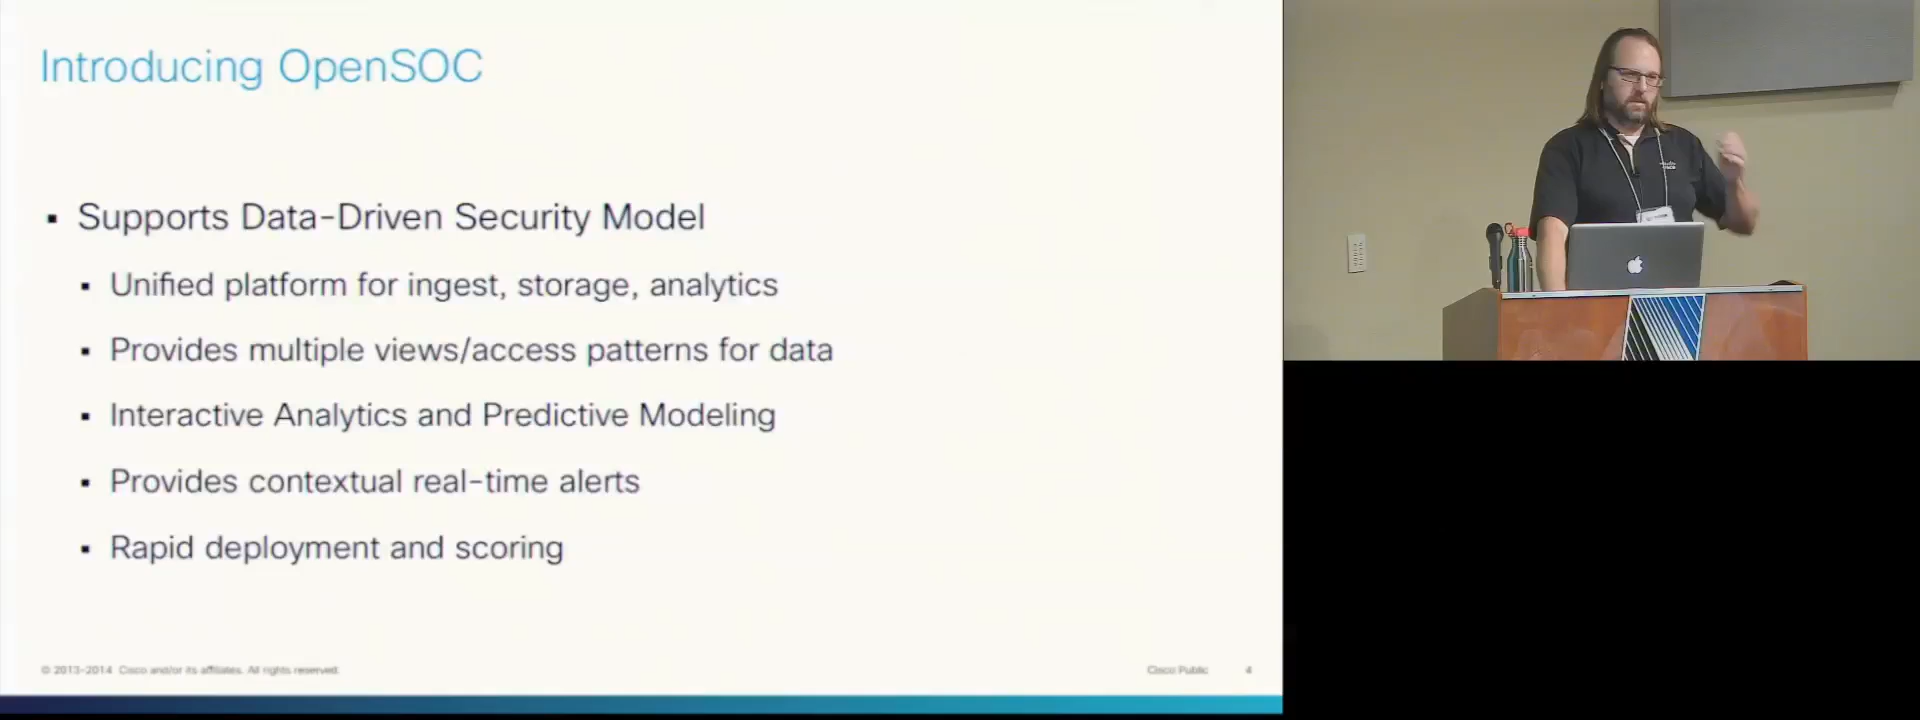 Introducing OpenSOC
▪ Supports Data-Driven Security Model
▪ Unified platform for ingest, storage, analytics
▪ Provides multiple views/access patterns for data
▪ Interactive Analytics and Predictive Modeling
▪ Provides contextual real-time alerts
▪ Rapid deployment and scoring
© 2013-2014 Cisco and/or its affiliates. All rights reserved.
Cisco Public 4